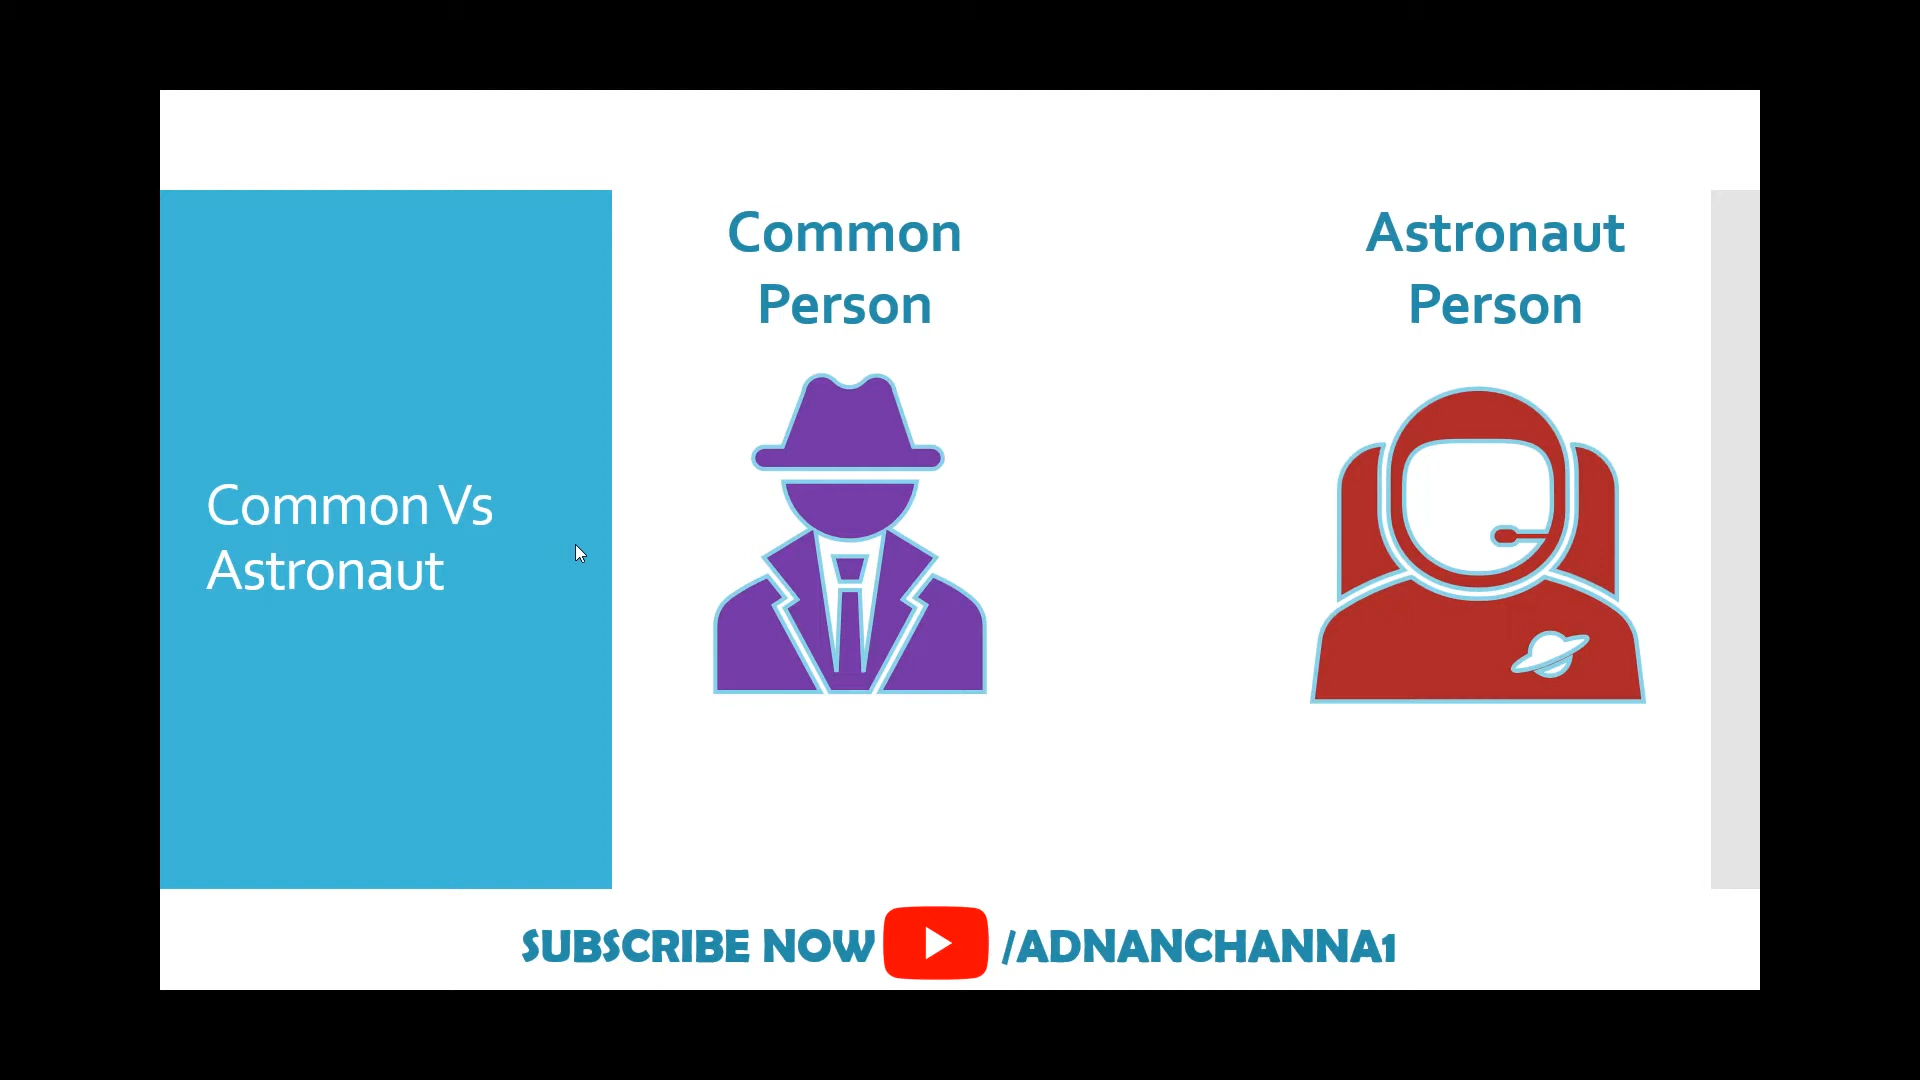 Common Vs
Astronaut
Common
Person
Astronaut
Person
SUBSCRIBE NOW /ADNANCHANNA1